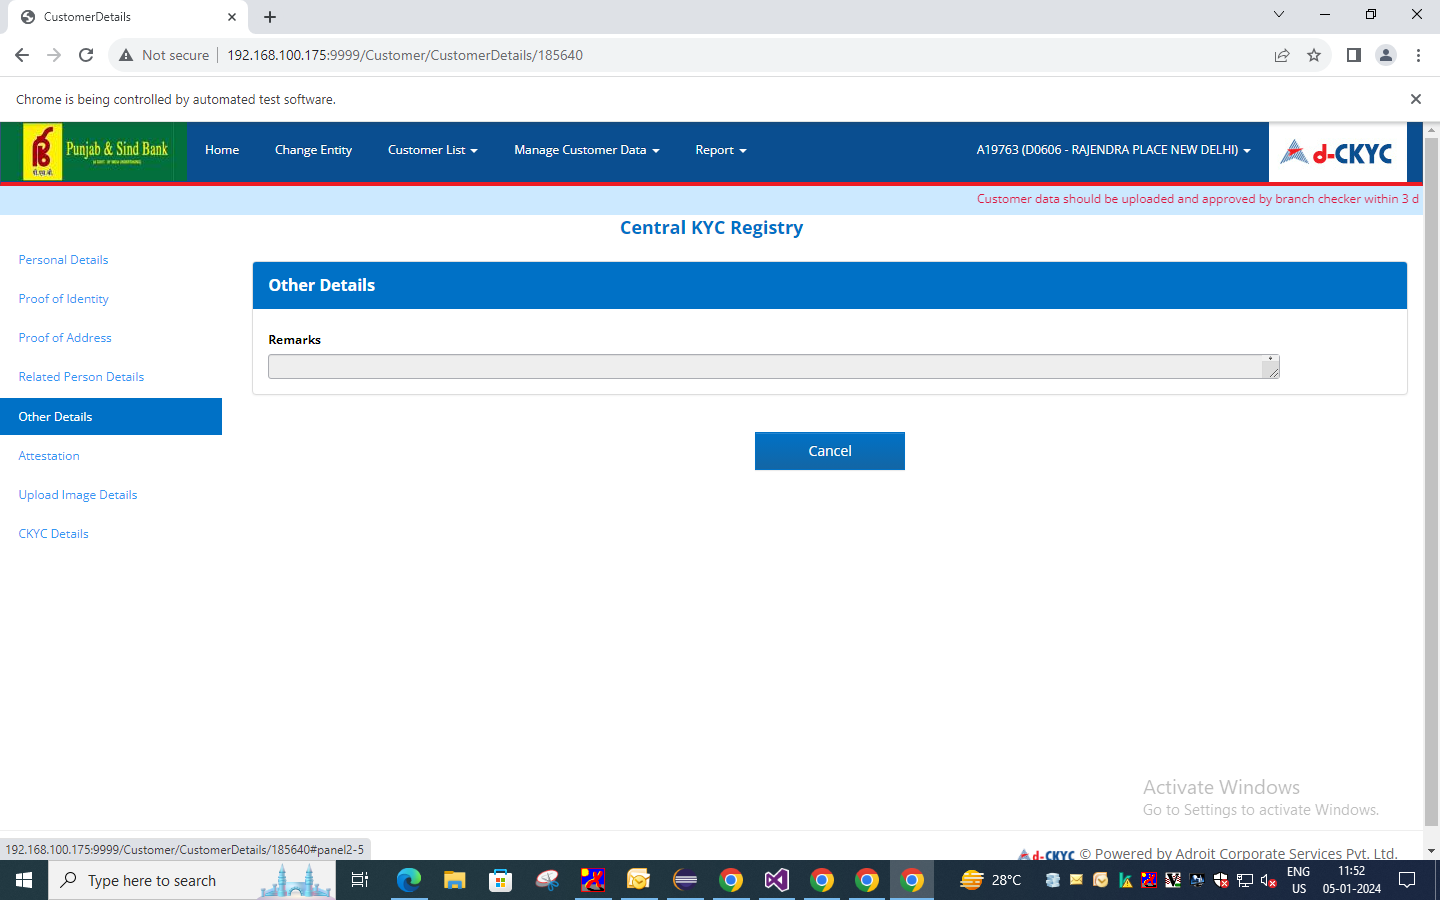 CustomerDetails
Not secure
192.168.100.175:9999/Customer/CustomerDetails/185640
Chrome is being controlled by automated test software.
Punjab & Sind Bank
Home
Change Entity
Customer List
Manage Customer Data
Report
A19763 (D0606 - RAJENDRA PLACE NEW DELHI)
d-CKYC
Customer data should be uploaded and approved by branch checker within 3 d
Central KYC Registry
Personal Details
Proof of Identity
Proof of Address
Related Person Details
Other Details
Attestation
Upload Image Details
CKYC Details
Other Details
Remarks
Cancel
Activate Windows
Go to Settings to activate Windows.
192.168.100.175:9999/Customer/CustomerDetails/185640#panel2-5
d-CKYC © Powered by Adroit Corporate Services Pvt. Ltd.
Type here to search
28°C
ENG
US
11:52
05-01-2024